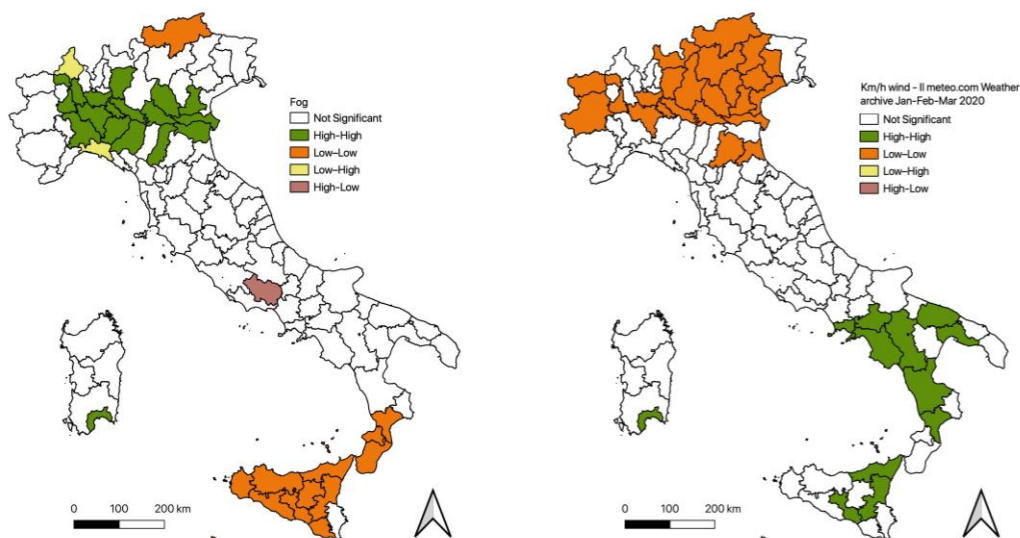 Fog
Not Significant
High-High
Low-Low
Low-High
High-Low
0 100 200 km
Km/h wind - Il meteo.com Weather
archive Jan-Feb-Mar 2020
Not Significant
High-High
Low-Low
Low-High
High-Low
0 100 200 km